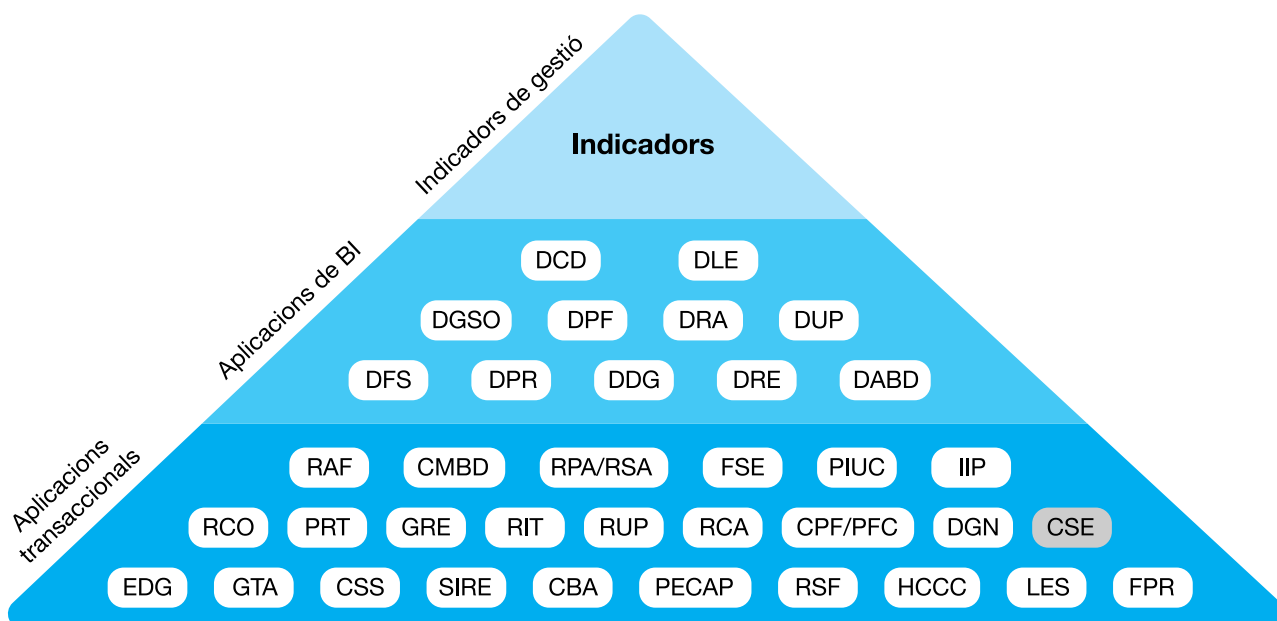 Indicadors de gestió
Indicadors
Aplicacions de BI
DCD DLE
DGSO DPF DRA DUP
DFS DPR DDG DRE DABD
Aplicacions
transaccionals
RAF CMBD RPA/RSA FSE PIUC IIP
RCO PRT GRE RIT RUP RCA CPF/PFC DGN CSE
EDG GTA CSS SIRE CBA PECAP RSF HCCC LES FPR